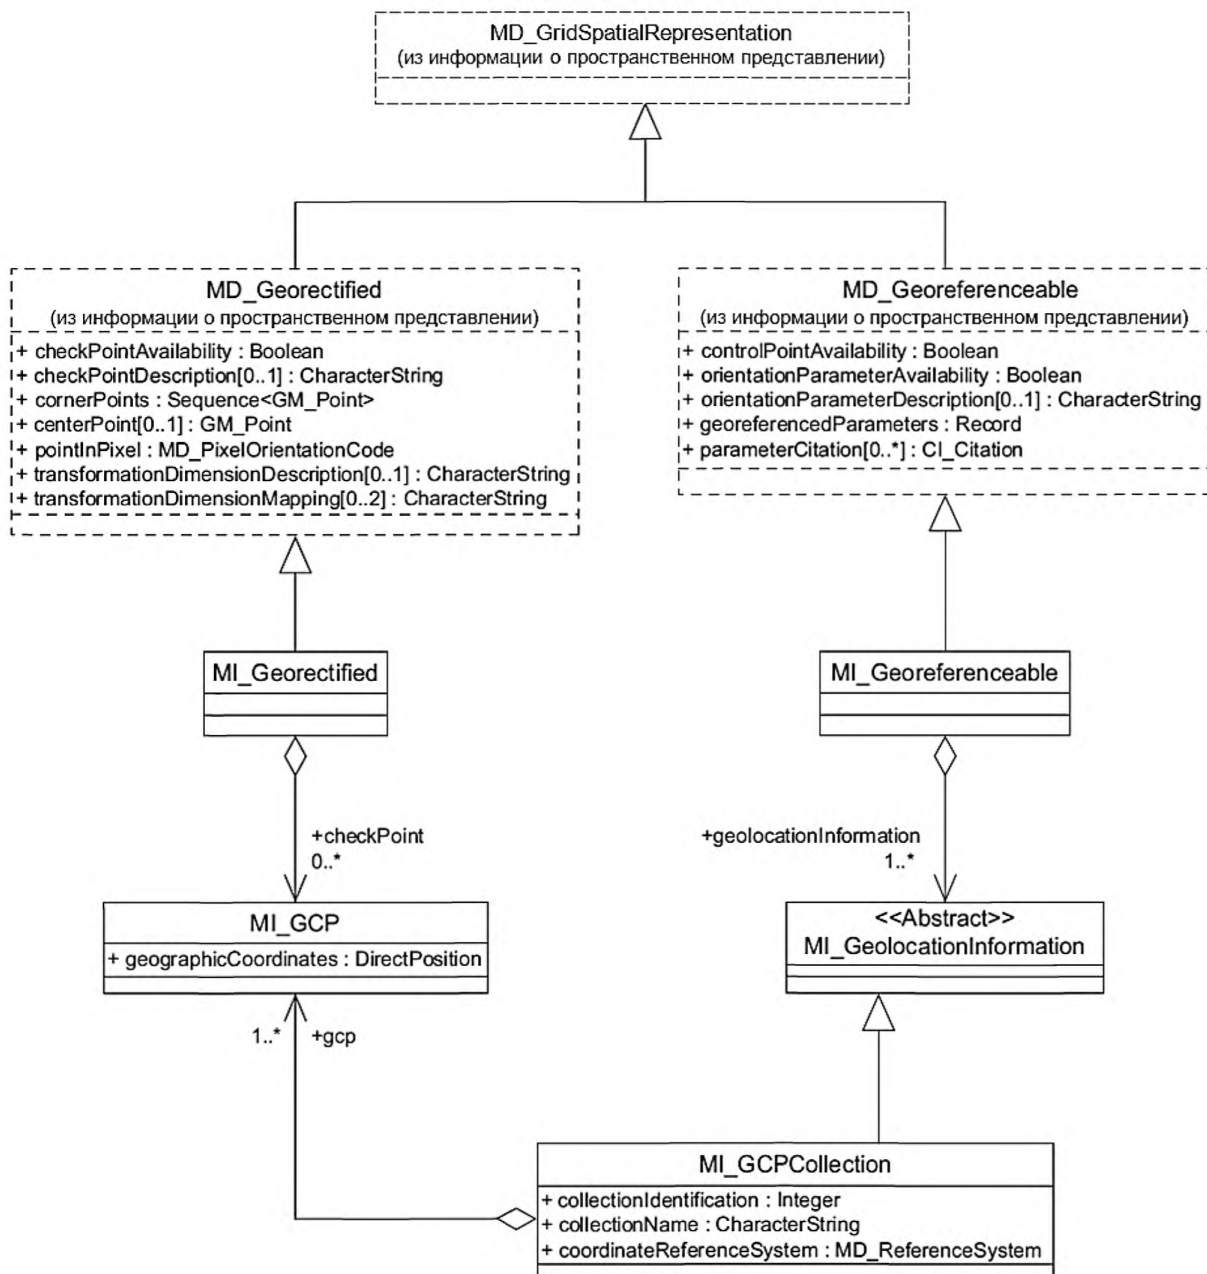 MD_GridSpatialRepresentation
(из информации о пространственном представлении)
MD_Georectified
(из информации о пространственном представлении)
+ checkPointAvailability : Boolean
+ checkPointDescription[0..1] : CharacterString
+ cornerPoints : Sequence<GM_Point>
+ centerPoint[0..1] : GM_Point
+ pointInPixel : MD_PixelOrientationCode
+ transformationDimensionDescription[0..1] : CharacterString
+ transformationDimensionMapping[0..2] : CharacterString
MD_Georeferenceable
(из информации о пространственном представлении)
+ controlPointAvailability : Boolean
+ orientationParameterAvailability : Boolean
+ orientationParameterDescription[0..1] : CharacterString
+ georeferencedParameters : Record
+ parameterCitation[0..*] : CI_Citation
MI_Georectified
MI_Georeferenceable
+checkPoint
0..*
+geolocationInformation
1..*
MI_GCP
+ geographicCoordinates : DirectPosition
<<Abstract>>
MI_GeolocationInformation
1..* +gcp
MI_GCPCollection
+ collectionIdentification : Integer
+ collectionName : CharacterString
+ coordinateReferenceSystem : MD_ReferenceSystem